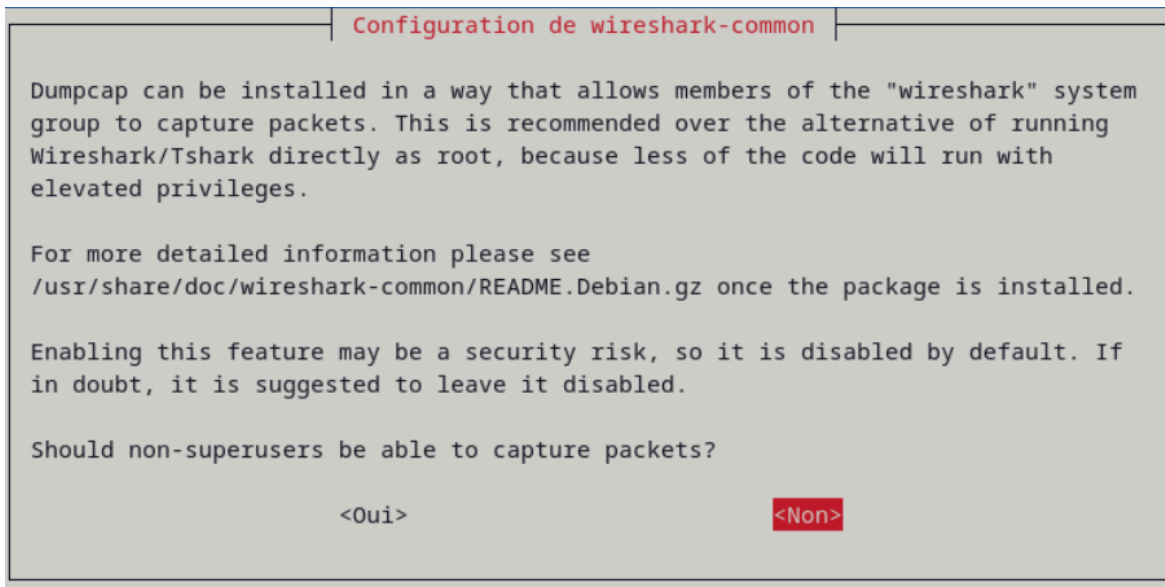 Configuration de wireshark-common
Dumpcap can be installed in a way that allows members of the "wireshark" system
group to capture packets. This is recommended over the alternative of running
Wireshark/Tshark directly as root, because less of the code will run with
elevated privileges.
For more detailed information please see
/usr/share/doc/wireshark-common/README.Debian.gz once the package is installed.
Enabling this feature may be a security risk, so it is disabled by default. If
in doubt, it is suggested to leave it disabled.
Should non-superusers be able to capture packets?
<Oui> <Non>